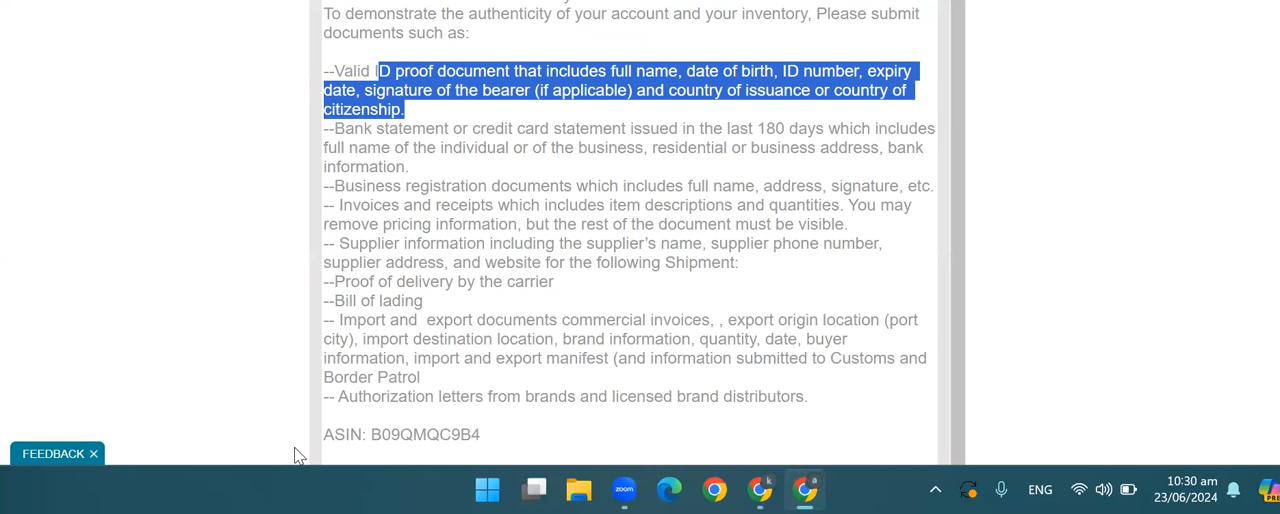 To demonstrate the authenticity of your account and your inventory, Please submit
documents such as:
--Valid ID proof document that includes full name, date of birth, ID number, expiry
date, signature of the bearer (if applicable) and country of issuance or country of
citizenship.
--Bank statement or credit card statement issued in the last 180 days which includes
full name of the individual or of the business, residential or business address, bank
information.
--Business registration documents which includes full name, address, signature, etc.
-- Invoices and receipts which includes item descriptions and quantities. You may
remove pricing information, but the rest of the document must be visible.
-- Supplier information including the supplier’s name, supplier phone number,
supplier address, and website for the following Shipment:
--Proof of delivery by the carrier
--Bill of lading
-- Import and  export documents commercial invoices, , export origin location (port
city), import destination location, brand information, quantity, date, buyer
information, import and export manifest (and information submitted to Customs and
Border Patrol
-- Authorization letters from brands and licensed brand distributors.
ASIN: B09QMQC9B4
FEEDBACK ×
zoom
k
a
ENG
10:30 am
23/06/2024
PRE